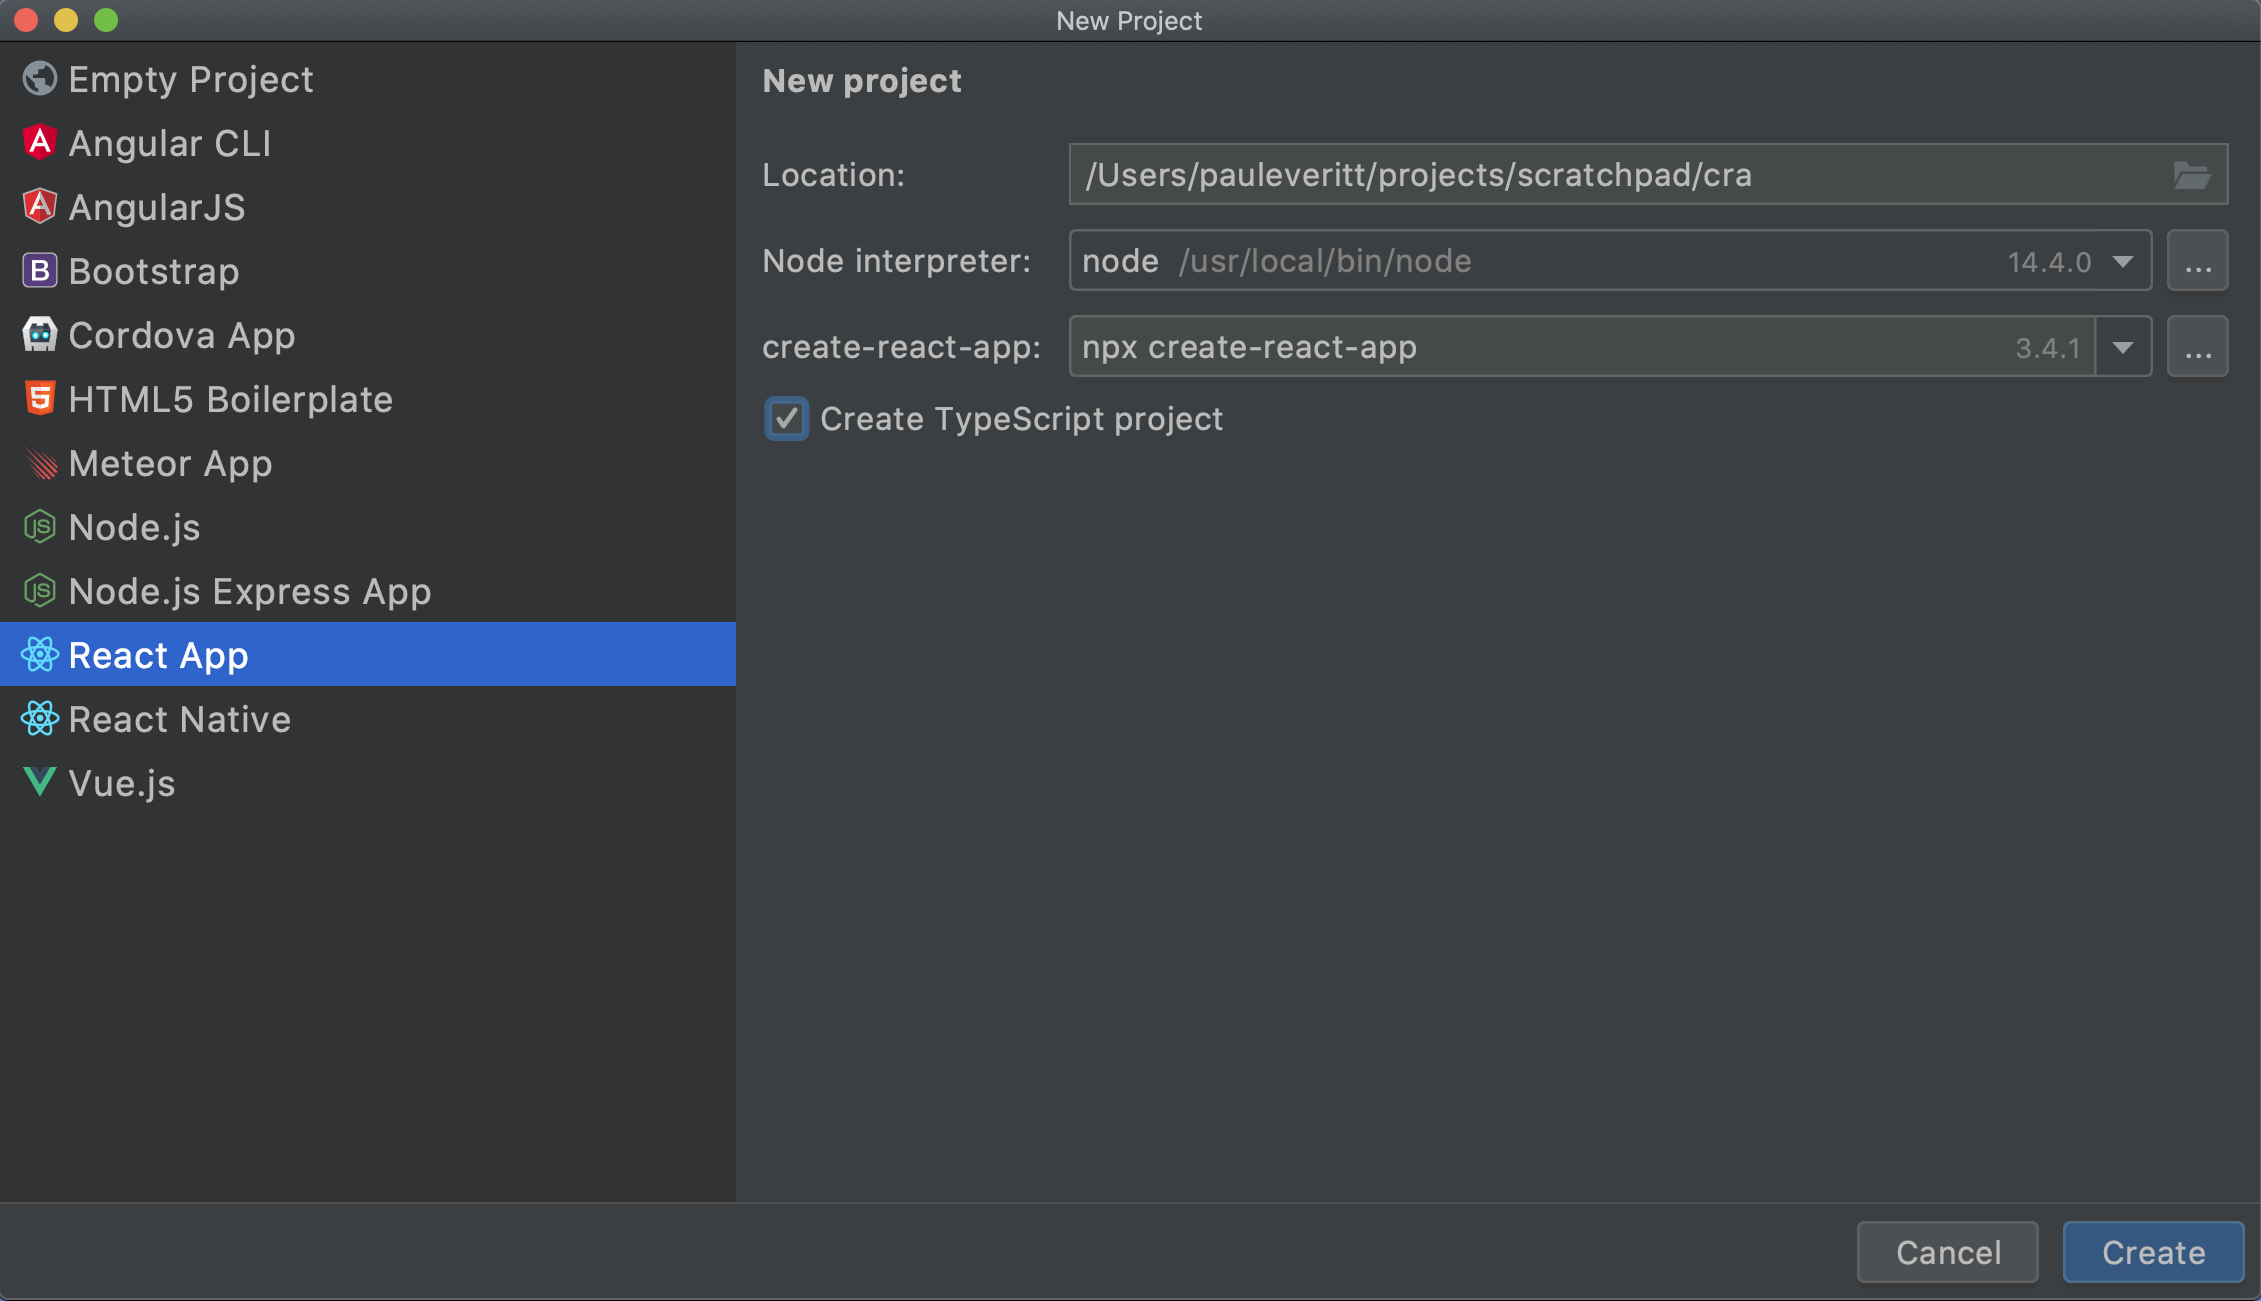 New Project
Empty Project
Angular CLI
AngularJS
Bootstrap
Cordova App
HTML5 Boilerplate
Meteor App
Node.js
Node.js Express App
React App
React Native
Vue.js
New project
Location: /Users/pauleveritt/projects/scratchpad/cra
Node interpreter: node /usr/local/bin/node 14.4.0 ...
create-react-app: npx create-react-app 3.4.1 ...
Create TypeScript project
Cancel Create